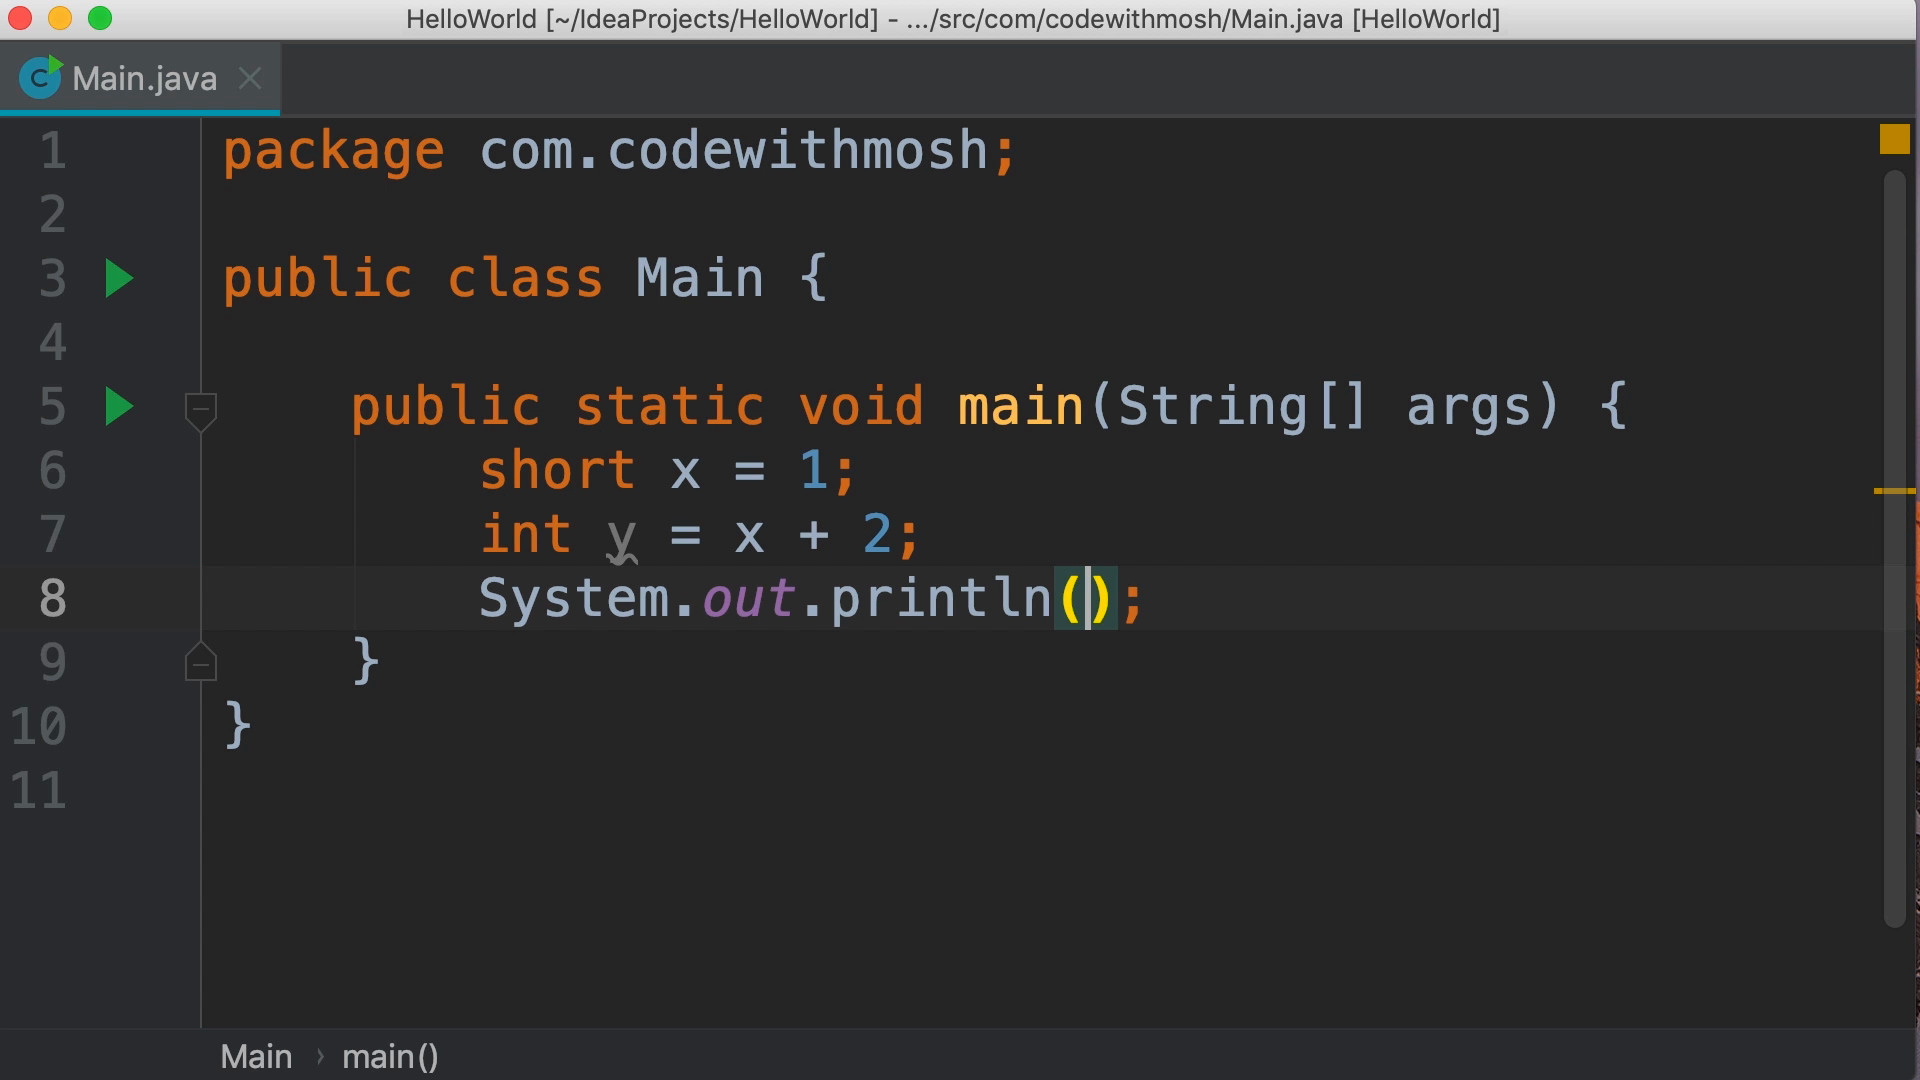 HelloWorld [~/IdeaProjects/HelloWorld] - .../src/com/codewithmosh/Main.java [HelloWorld]
C Main.java
1 package com.codewithmosh;
2
3 public class Main {
4
5 public static void main(String[] args) {
6 short x = 1;
7 int y = x + 2;
8 System.out.println();
9 }
10 }
11
Main › main()